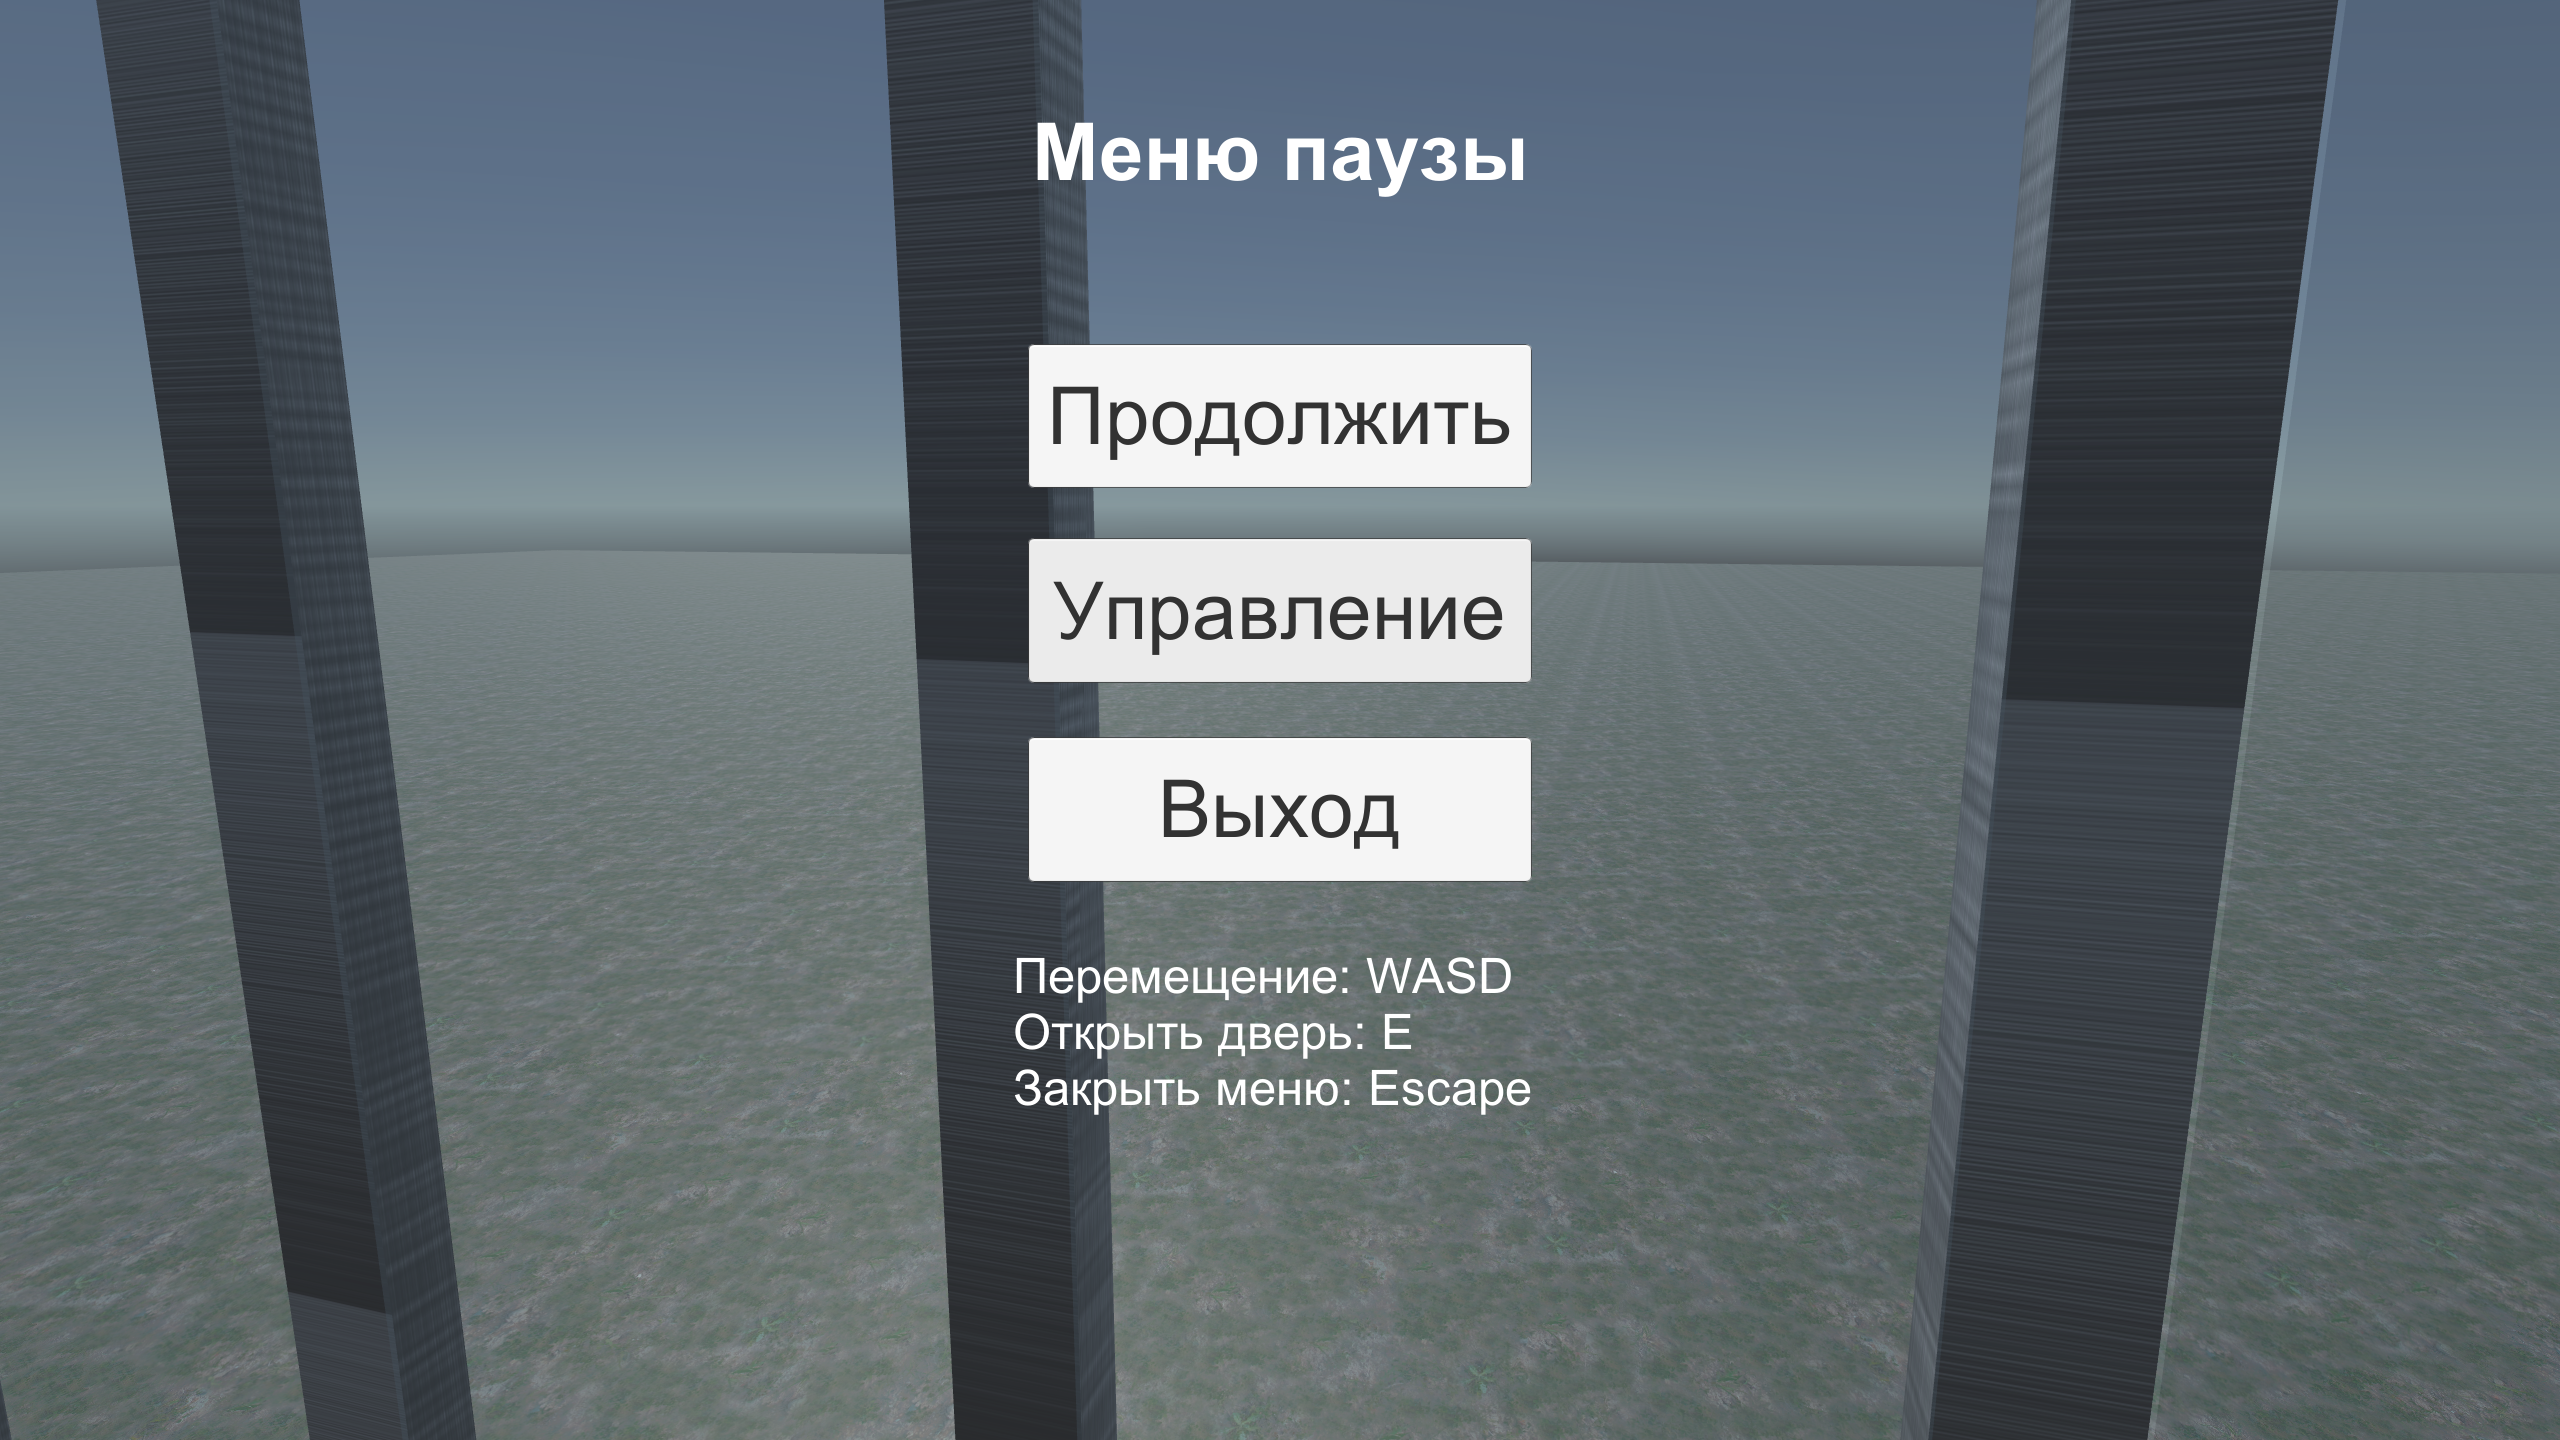 Меню паузы
Продолжить
Управление
Выход
Перемещение: WASD
Открыть дверь: E
Закрыть меню: Escape